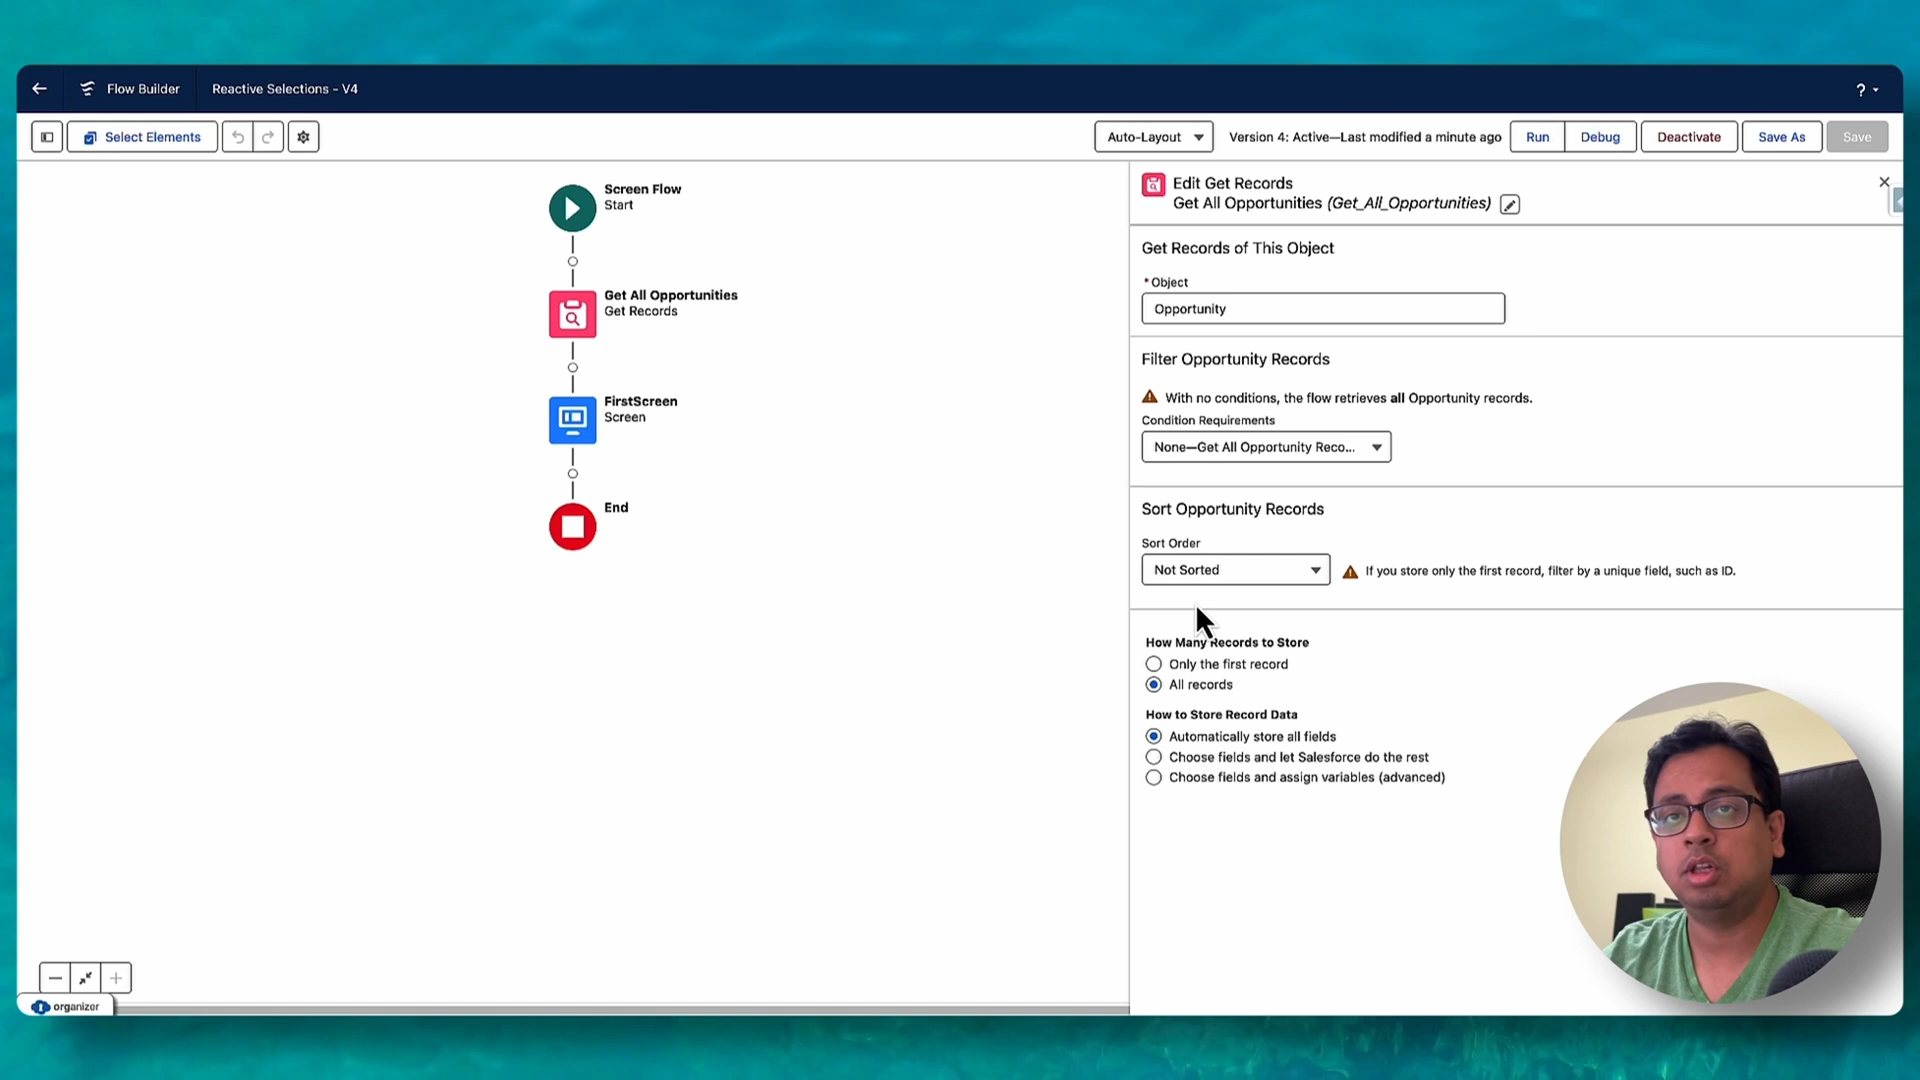 Flow Builder
Reactive Selections - V4
?
Select Elements
Auto-Layout
Version 4: Active—Last modified a minute ago
Run
Debug
Deactivate
Save As
Save
Screen Flow
Start
Get All Opportunities
Get Records
FirstScreen
Screen
End
Edit Get Records
Get All Opportunities (Get_All_Opportunities)
Get Records of This Object
* Object
Opportunity
Filter Opportunity Records
With no conditions, the flow retrieves all Opportunity records.
Condition Requirements
None—Get All Opportunity Reco...
Sort Opportunity Records
Sort Order
Not Sorted
If you store only the first record, filter by a unique field, such as ID.
How Many Records to Store
Only the first record
All records
How to Store Record Data
Automatically store all fields
Choose fields and let Salesforce do the rest
Choose fields and assign variables (advanced)
organizer